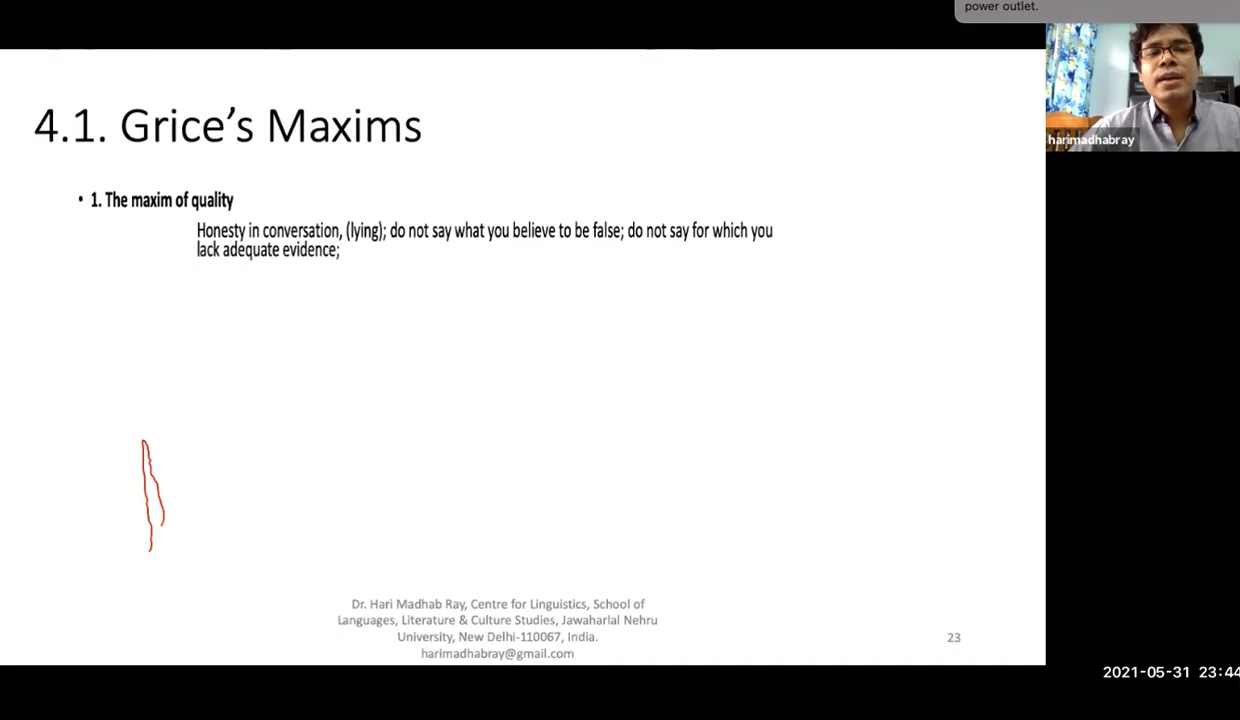 power outlet.
4.1. Grice's Maxims
• 1. The maxim of quality
Honesty in conversation, (lying); do not say what you believe to be false; do not say for which you
lack adequate evidence;
harimadhabray
Dr. Hari Madhab Ray, Centre for Linguistics, School of
Languages, Literature & Culture Studies, Jawaharlal Nehru
University, New Delhi-110067, India.
harimadhabray@gmail.com
23
2021-05-31 23:44